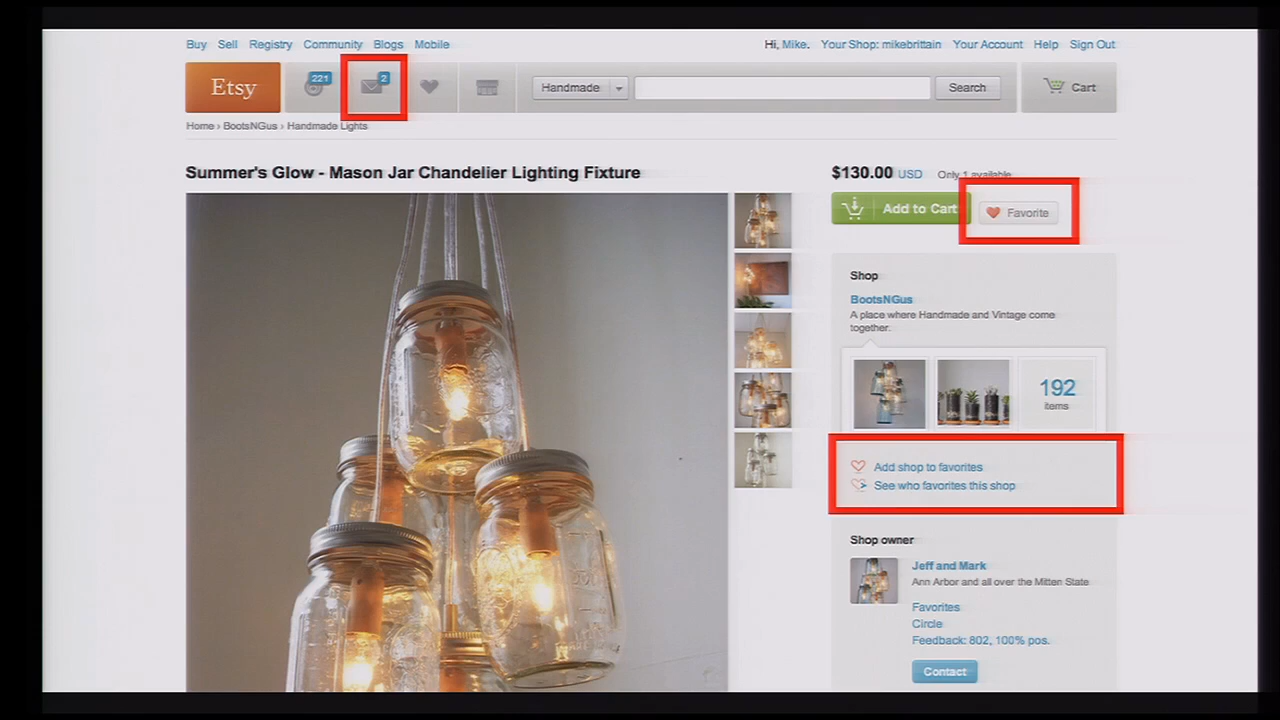 Buy Sell Registry Community Blogs Mobile
Hi, Mike. Your Shop: mikebrittain Your Account Help Sign Out
Etsy 221 2 Handmade Search Cart
Home › BootsNGus › Handmade Lights
Summer's Glow - Mason Jar Chandelier Lighting Fixture
$130.00 USD Only 1 available
Add to Cart Favorite
Shop
BootsNGus
A place where Handmade and Vintage come
together.
192
items
Add shop to favorites
See who favorites this shop
Shop owner
Jeff and Mark
Ann Arbor and all over the Mitten State
Favorites
Circle
Feedback: 802, 100% pos.
Contact